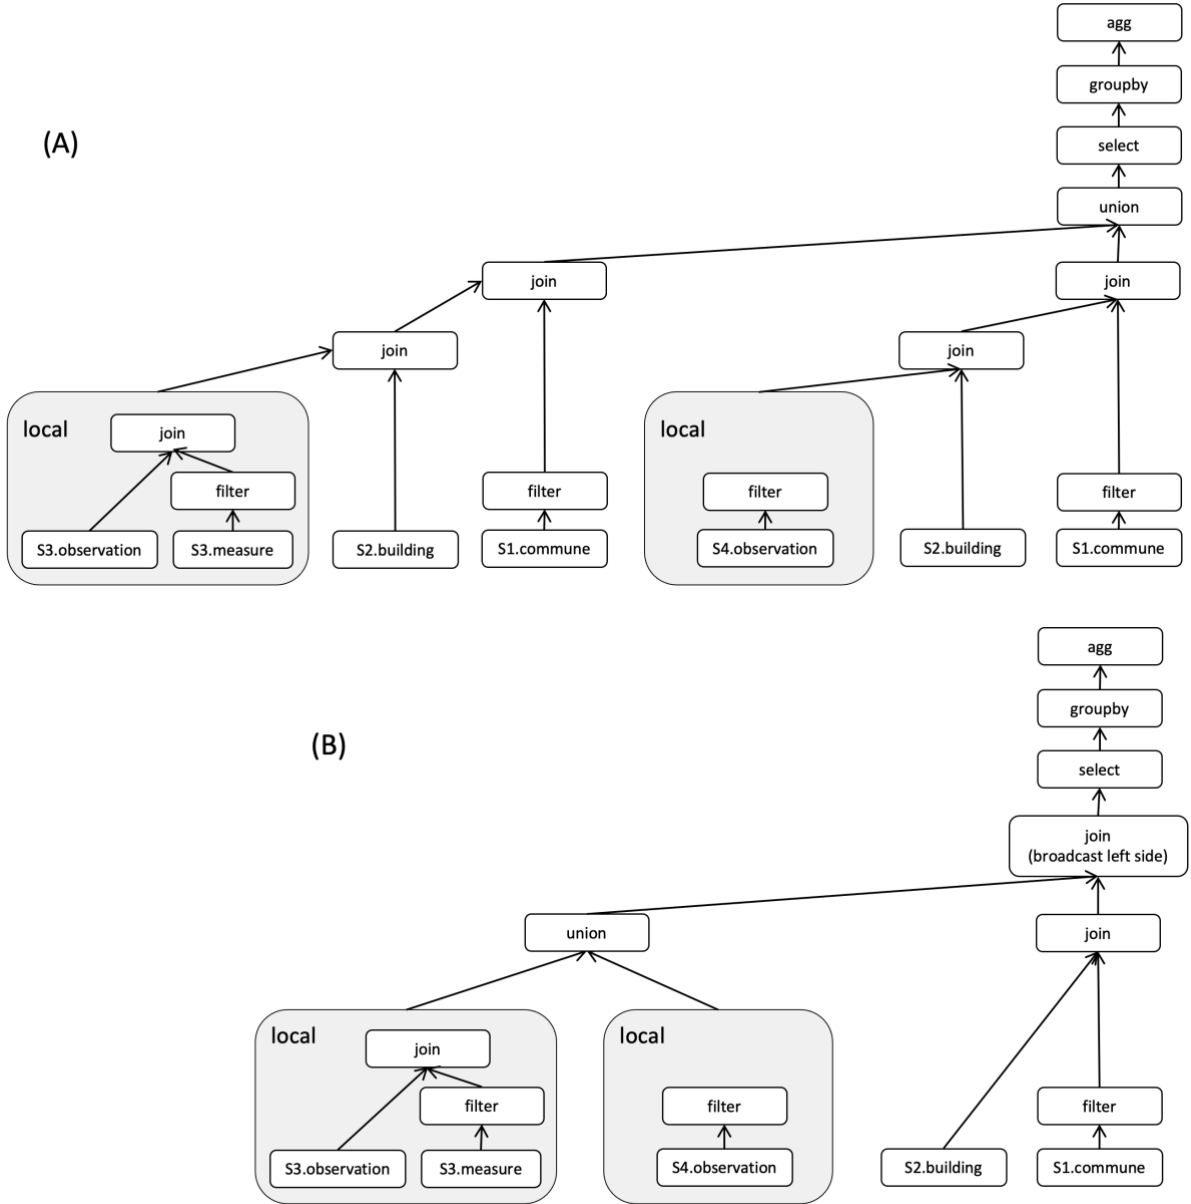 agg
groupby
(A)
select
union
join
join
join
join
local
join
local
filter
filter
filter
filter
S3.observation
S3.measure
S2.building
S1.commune
S4.observation
S2.building
S1.commune
agg
groupby
(B)
select
join
(broadcast left side)
union
join
local
join
local
filter
filter
filter
S3.observation
S3.measure
S4.observation
S2.building
S1.commune